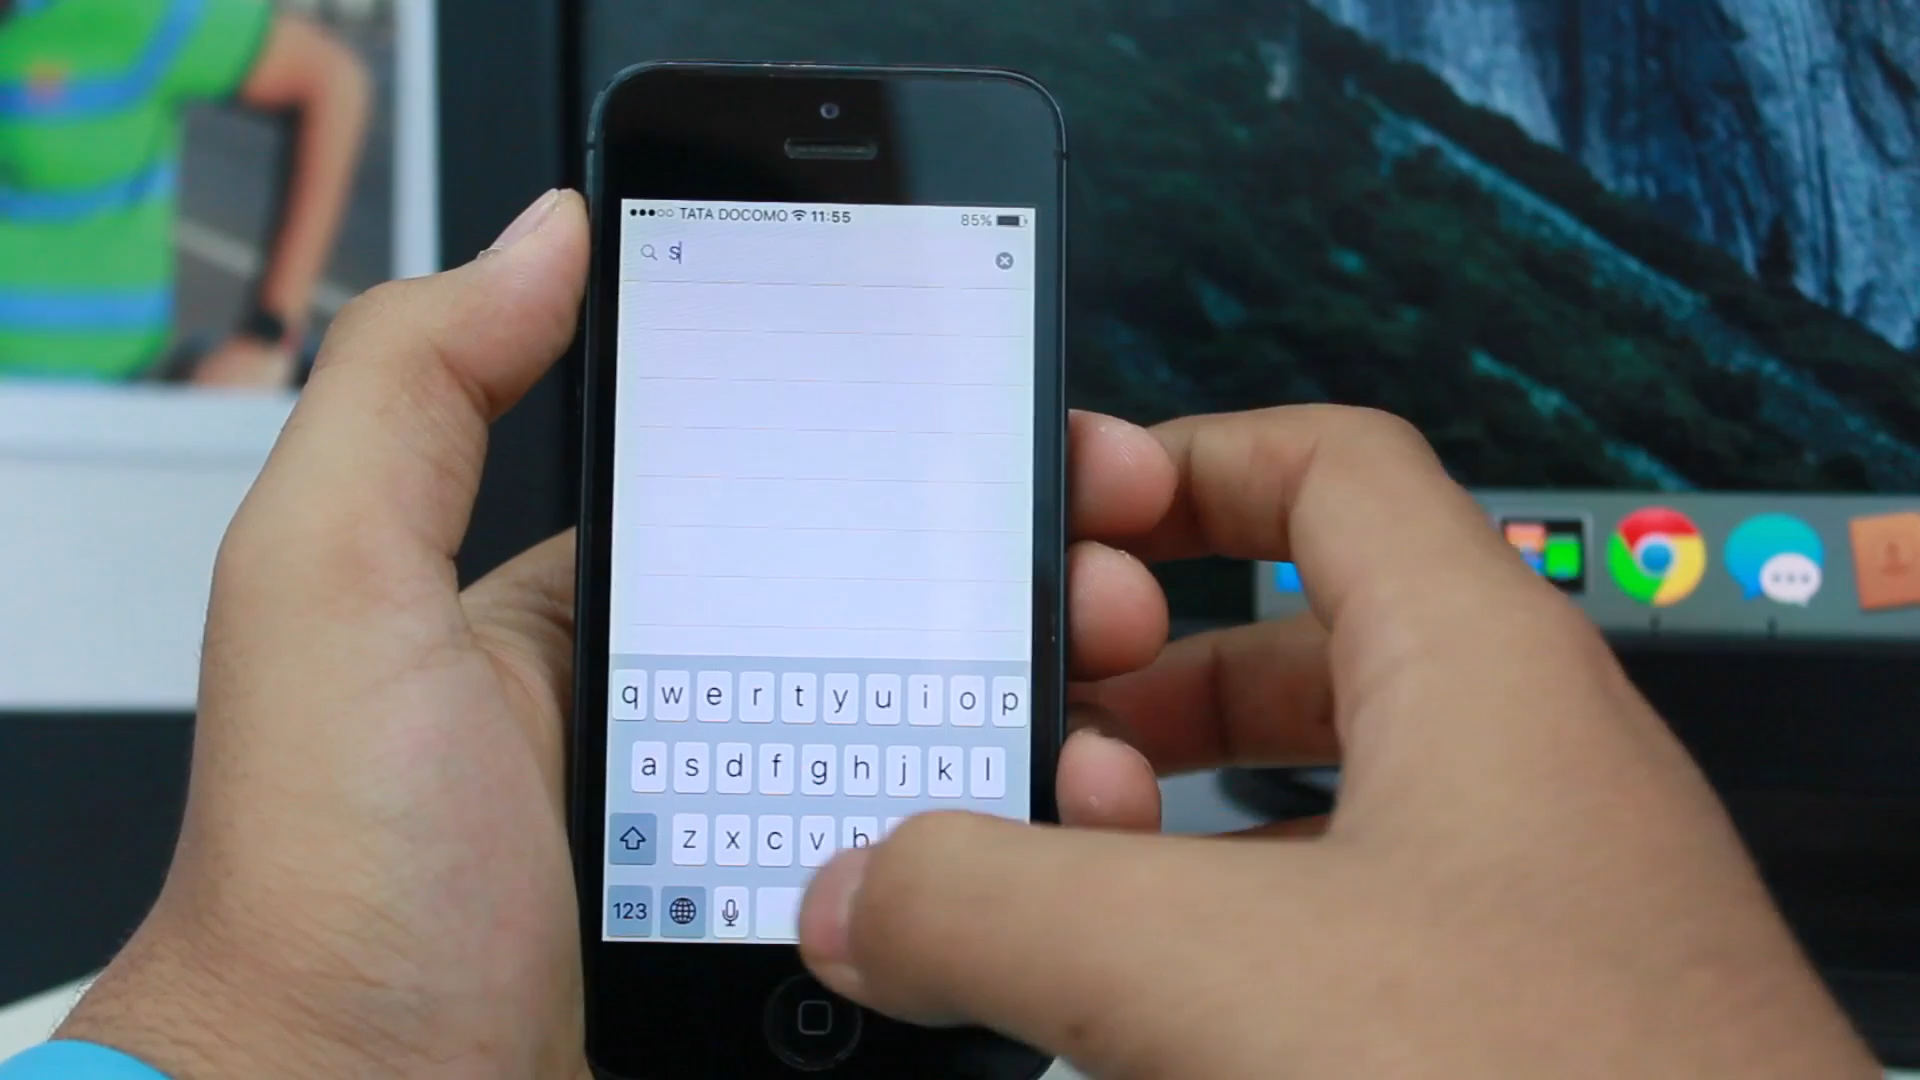 TATA DOCOMO 11:55 85%
s
q w e r t y u i o p
a s d f g h j k l
z x c v b
123